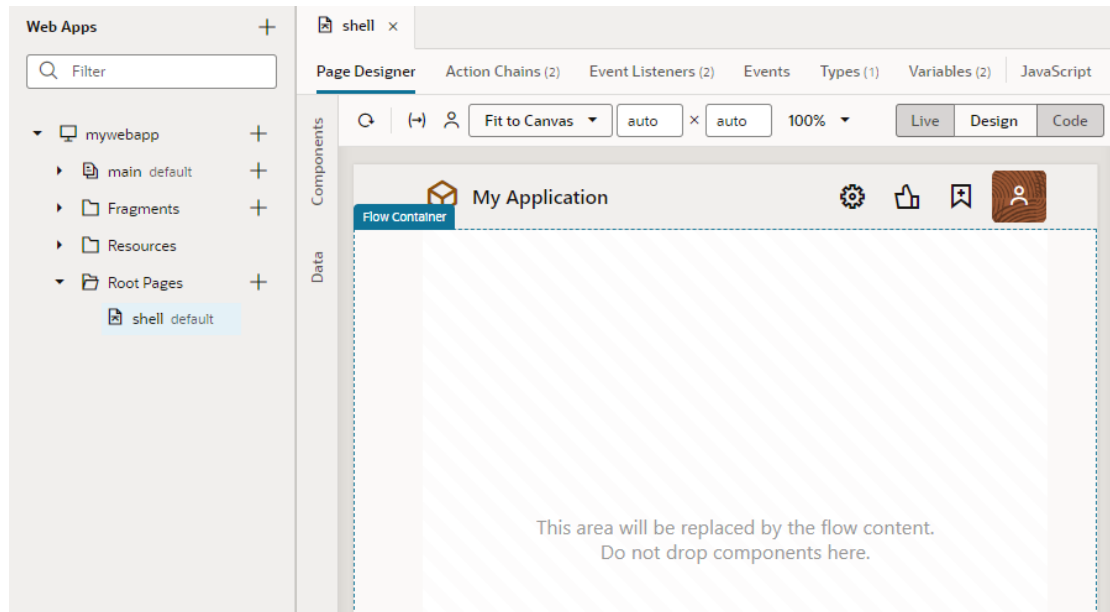 Web Apps
Filter
mywebapp
main default
Fragments
Resources
Root Pages
shell default
shell ×
Page Designer Action Chains (2) Event Listeners (2) Events Types (1) Variables (2) JavaScript
Components
Data
Fit to Canvas auto × auto 100% Live Design Code
My Application
Flow Container
This area will be replaced by the flow content.
Do not drop components here.